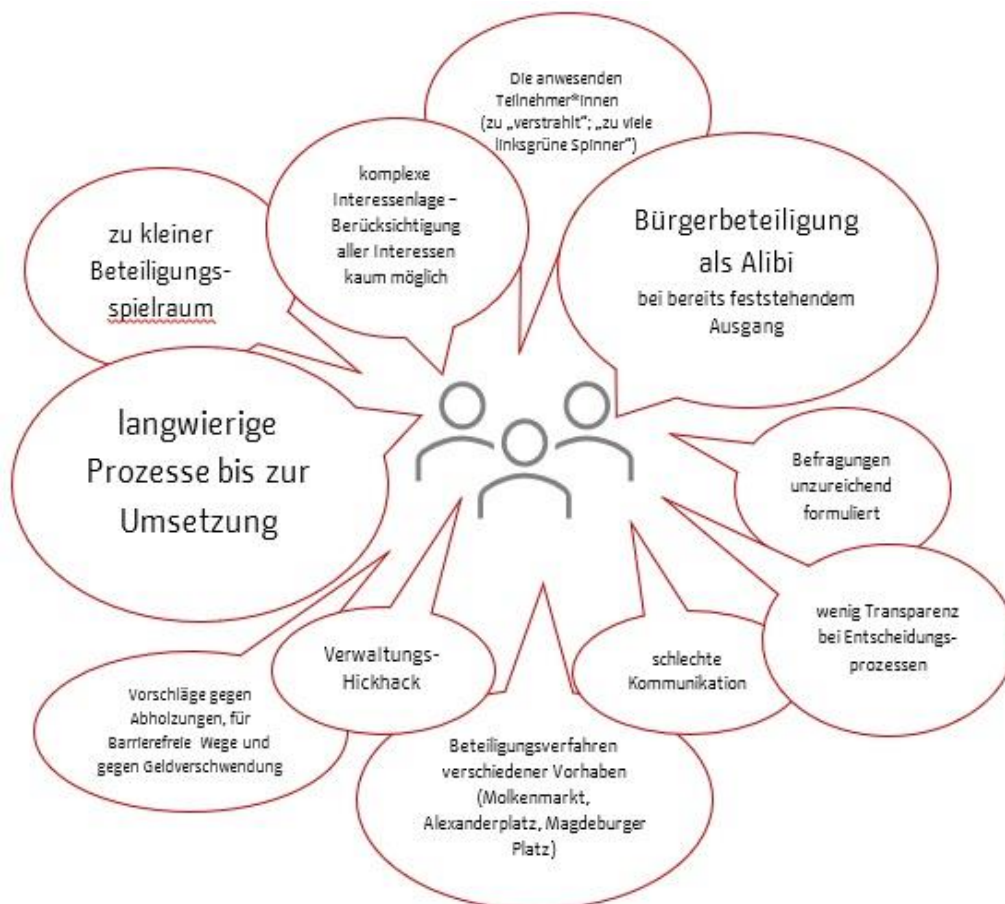 Die anwesenden
Teilnehmer*innen
(zu „verstrahlt“; „zu viele
linksgrüne Spinner“)
komplexe
Interessenlage –
Berücksichtigung
aller Interessen
kaum möglich
Bürgerbeteiligung
als Alibi
bei bereits feststehendem
Ausgang
zu kleiner
Beteiligungs-
spielraum
langwierige
Prozesse bis zur
Umsetzung
Befragungen
unzureichend
formuliert
wenig Transparenz
bei Entscheidungs-
prozessen
Verwaltungs-
Hickhack
schlechte
Kommunikation
Vorschläge gegen
Abholzungen, für
Barrierefreie Wege und
gegen Geldverschwendung
Beteiligungsverfahren
verschiedener Vorhaben
(Molkenmarkt,
Alexanderplatz, Magdeburger
Platz)